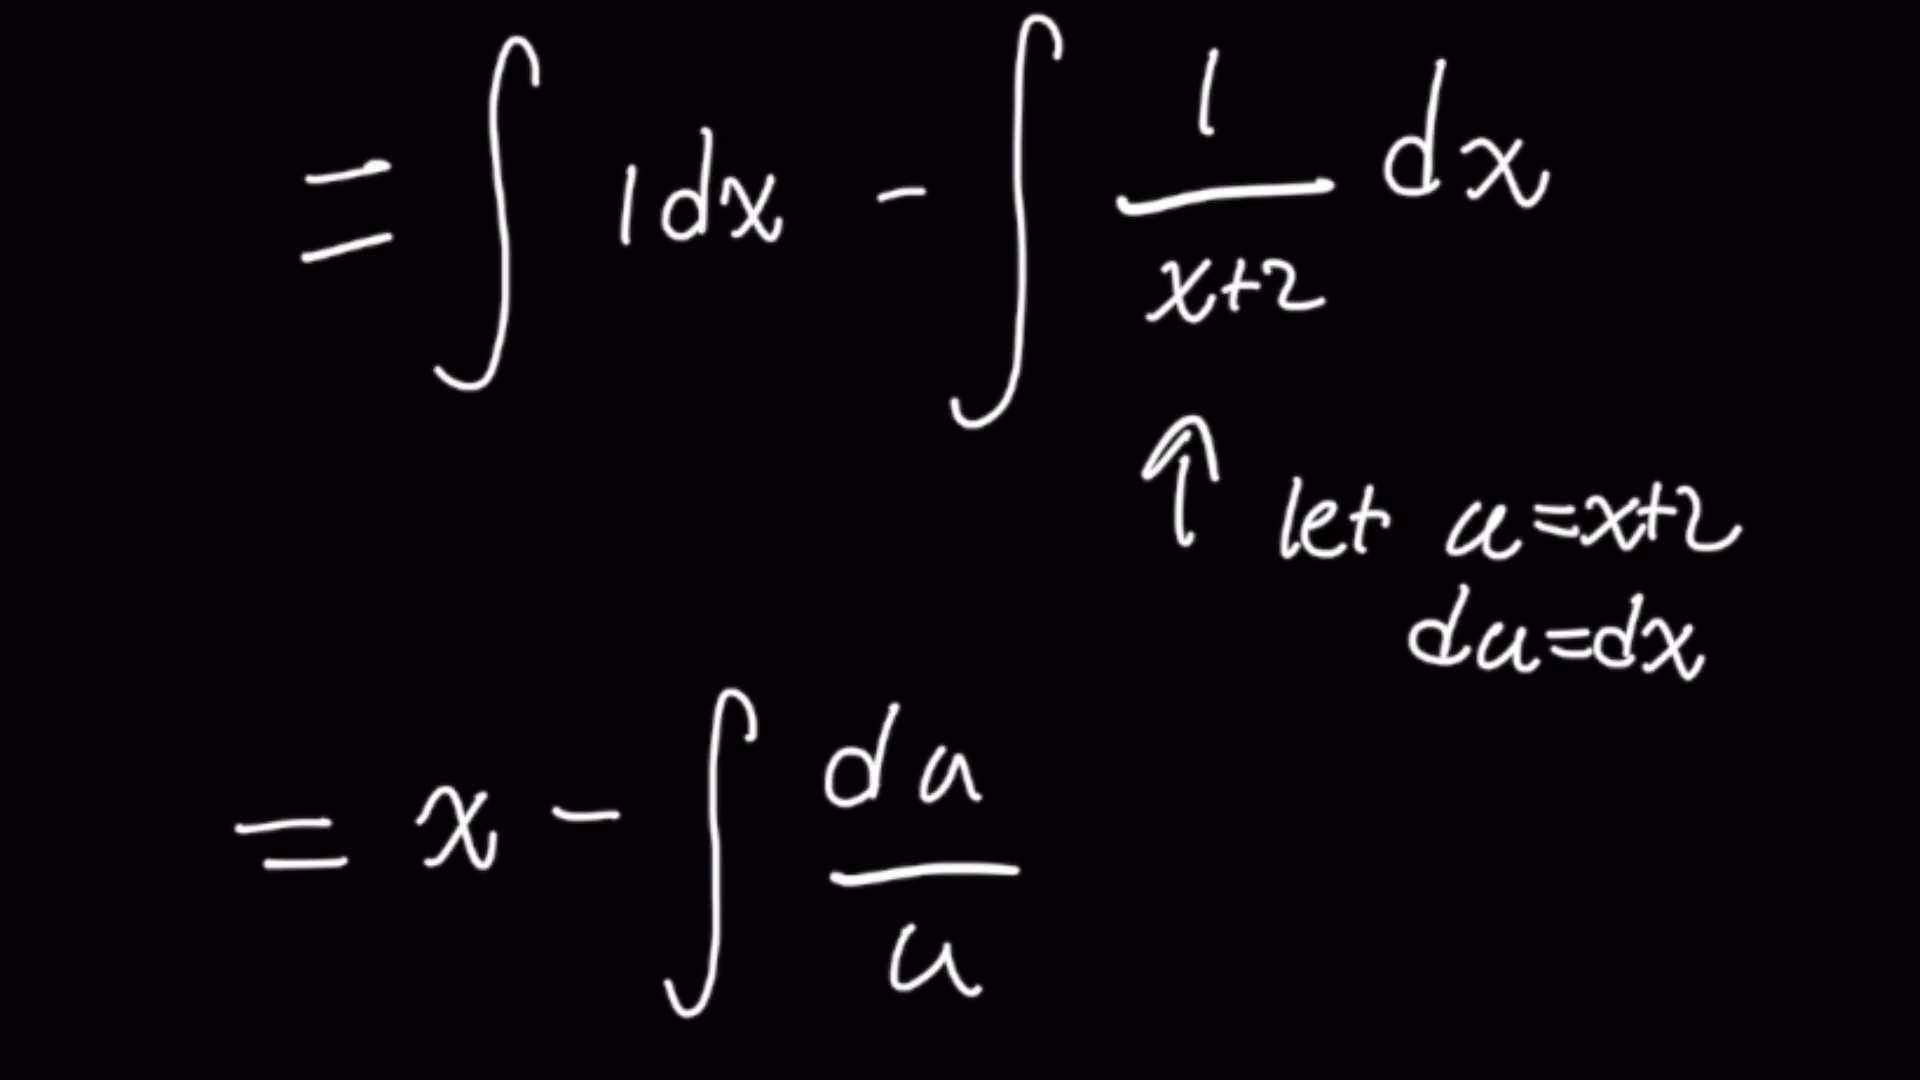 = ∫ 1dx - ∫ 1/(x+2) dx
↑ let u=x+2
du=dx
= x - ∫ du/u